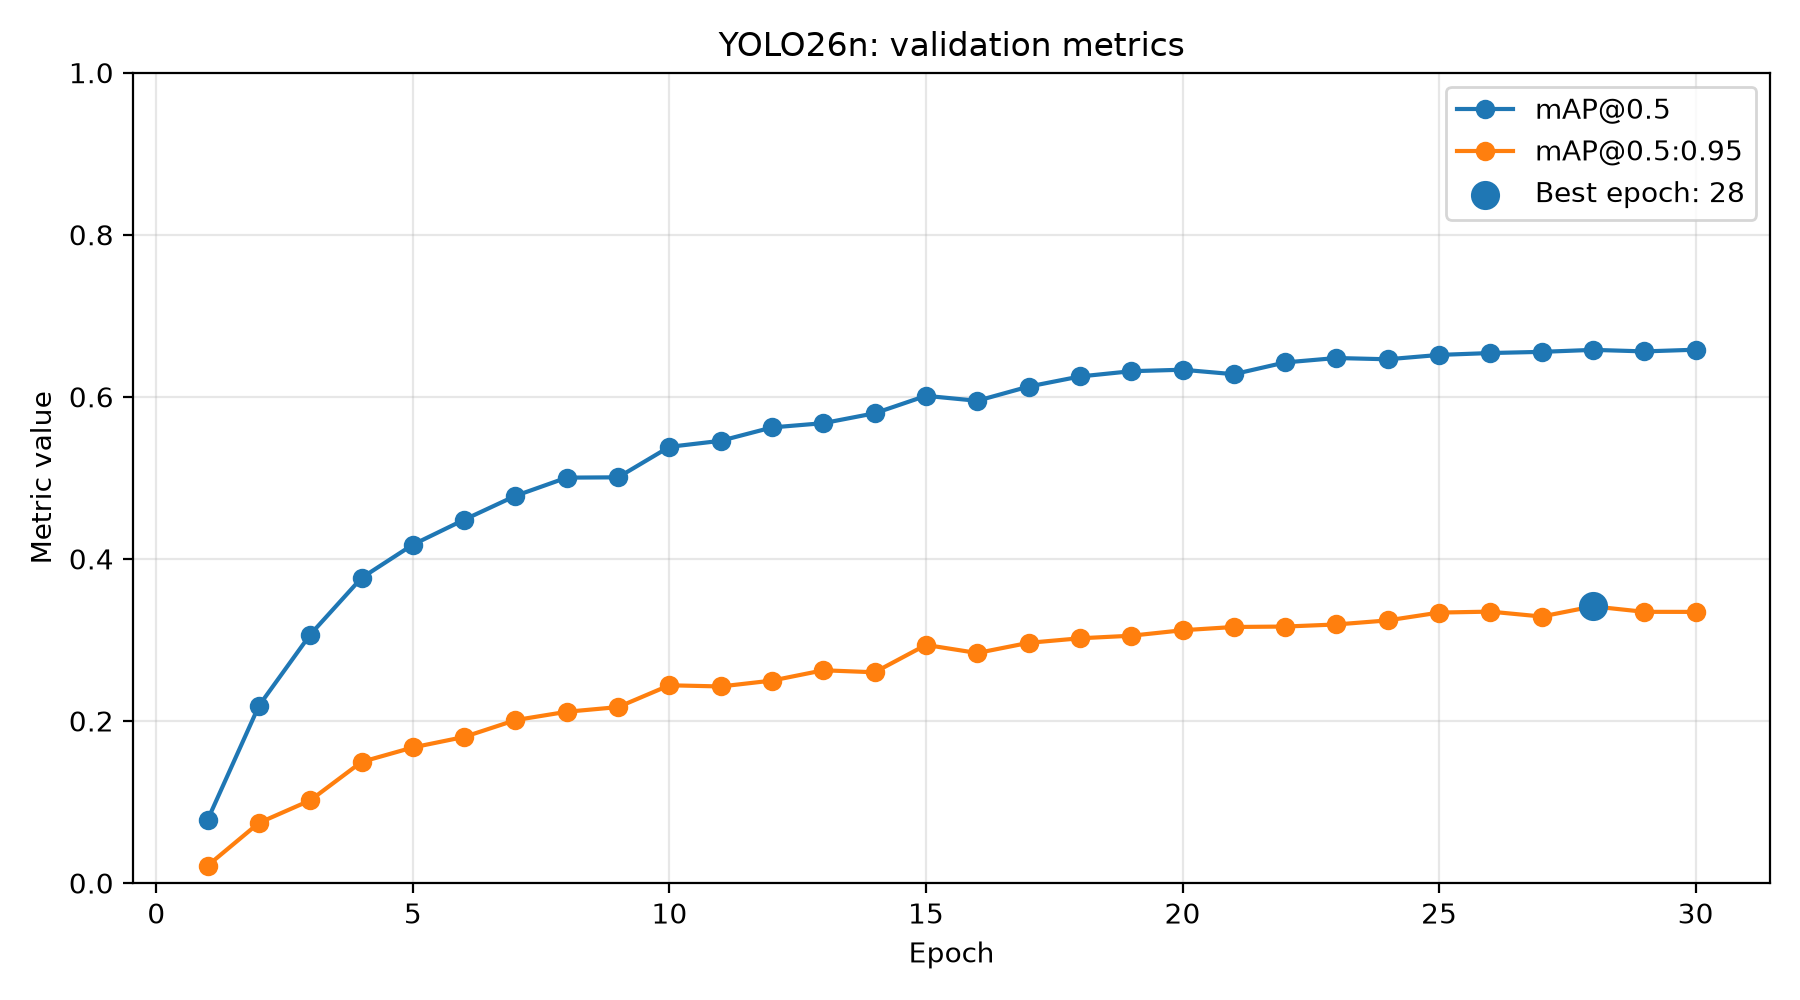 YOLO26n: validation metrics
1.0
0.8
0.6
0.4
0.2
0.0
Metric value
mAP@0.5
mAP@0.5:0.95
Best epoch: 28
0 5 10 15 20 25 30
Epoch